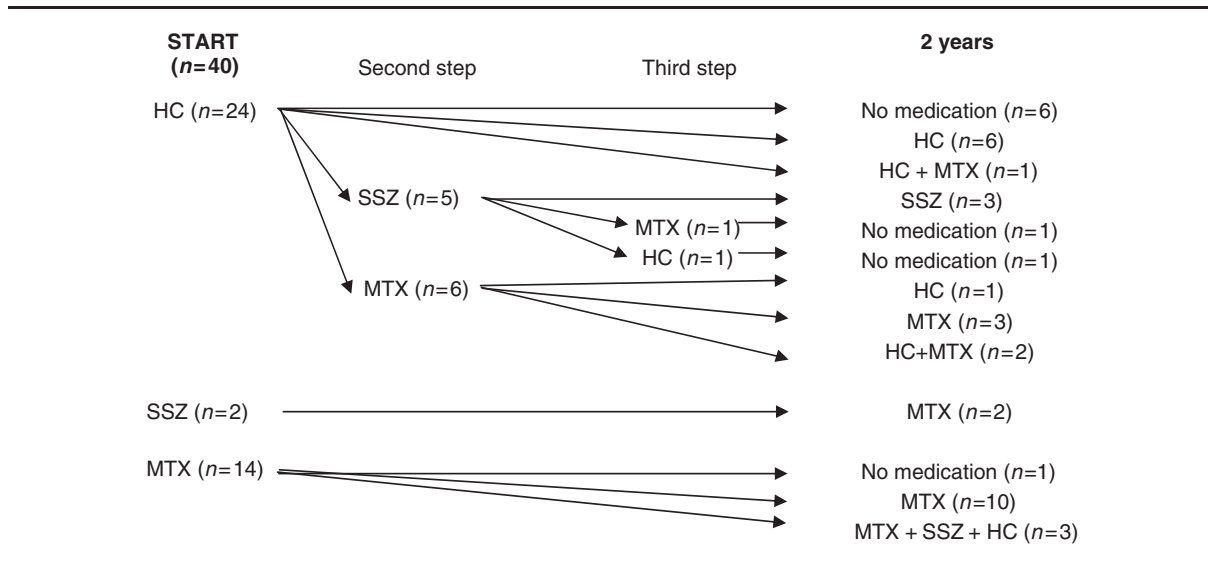 START
(n=40)
Second step
Third step
2 years
HC (n=24)
No medication (n=6)
HC (n=6)
HC + MTX (n=1)
SSZ (n=5)
SSZ (n=3)
MTX (n=1)
No medication (n=1)
HC (n=1)
No medication (n=1)
MTX (n=6)
HC (n=1)
MTX (n=3)
HC+MTX (n=2)
SSZ (n=2)
MTX (n=2)
MTX (n=14)
No medication (n=1)
MTX (n=10)
MTX + SSZ + HC (n=3)